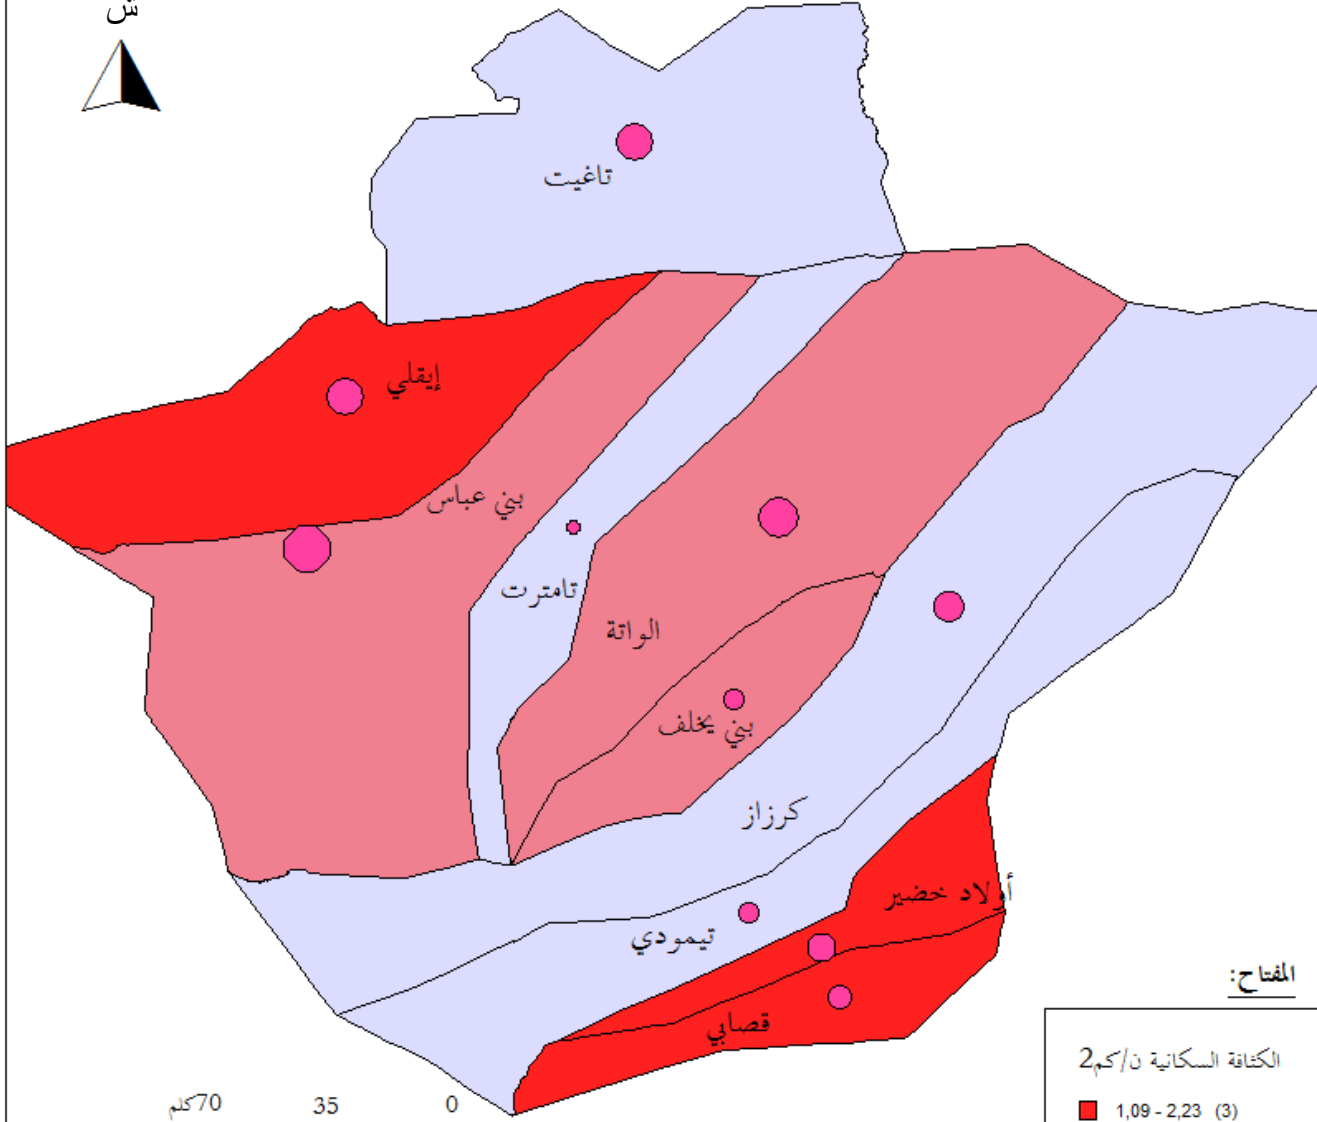 ش
تاغيت
إيقلي
بني عباس
تامترت
الواتة
بني يخلف
كرزاز
أولاد خضير
تيمودي
قصابي
المفتاح:
الكثافة السكانية ن/كم2
1,09 - 2,23 (3)
0 35 70كلم